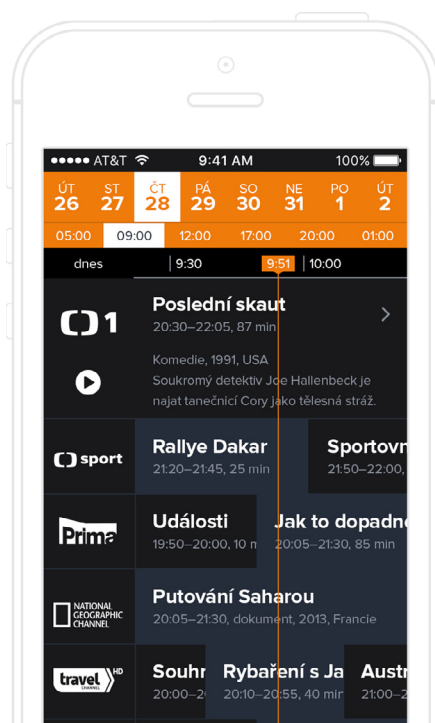 AT&T 9:41 AM 100%
ÚT ST ČT PÁ SO NE PO ÚT
26 27 28 29 30 31 1 2
05:00 09:00 12:00 17:00 20:00 01:00
dnes 9:30 9:51 10:00
1
Poslední skaut
20:30–22:05, 87 min
Komedie, 1991, USA
Soukromý detektiv Joe Hallenbeck je
najat tanečnicí Cory jako tělesná stráž.
sport
Rallye Dakar
21:20–21:45, 25 min
Sportovn
21:50–22:00,
Prima
Události
19:50–20:00, 10 m
Jak to dopadne
20:05–21:30, 85 min
NATIONAL
GEOGRAPHIC
CHANNEL
Putování Saharou
20:05–21:30, dokument, 2013, Francie
travel HD
CHANNEL
Souhr
20:00–2
Rybaření s Ja
20:10–20:55, 40 mir
Austr
21:00–2